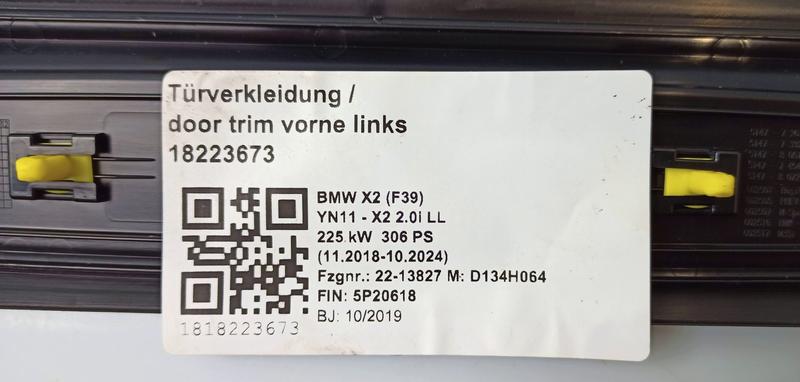 Türverkleidung /
door trim vorne links
18223673
BMW X2 (F39)
YN11 - X2 2.0i LL
225 kW 306 PS
(11.2018-10.2024)
Fzgnr.: 22-13827 M: D134H064
FIN: 5P20618
BJ: 10/2019
1818223673